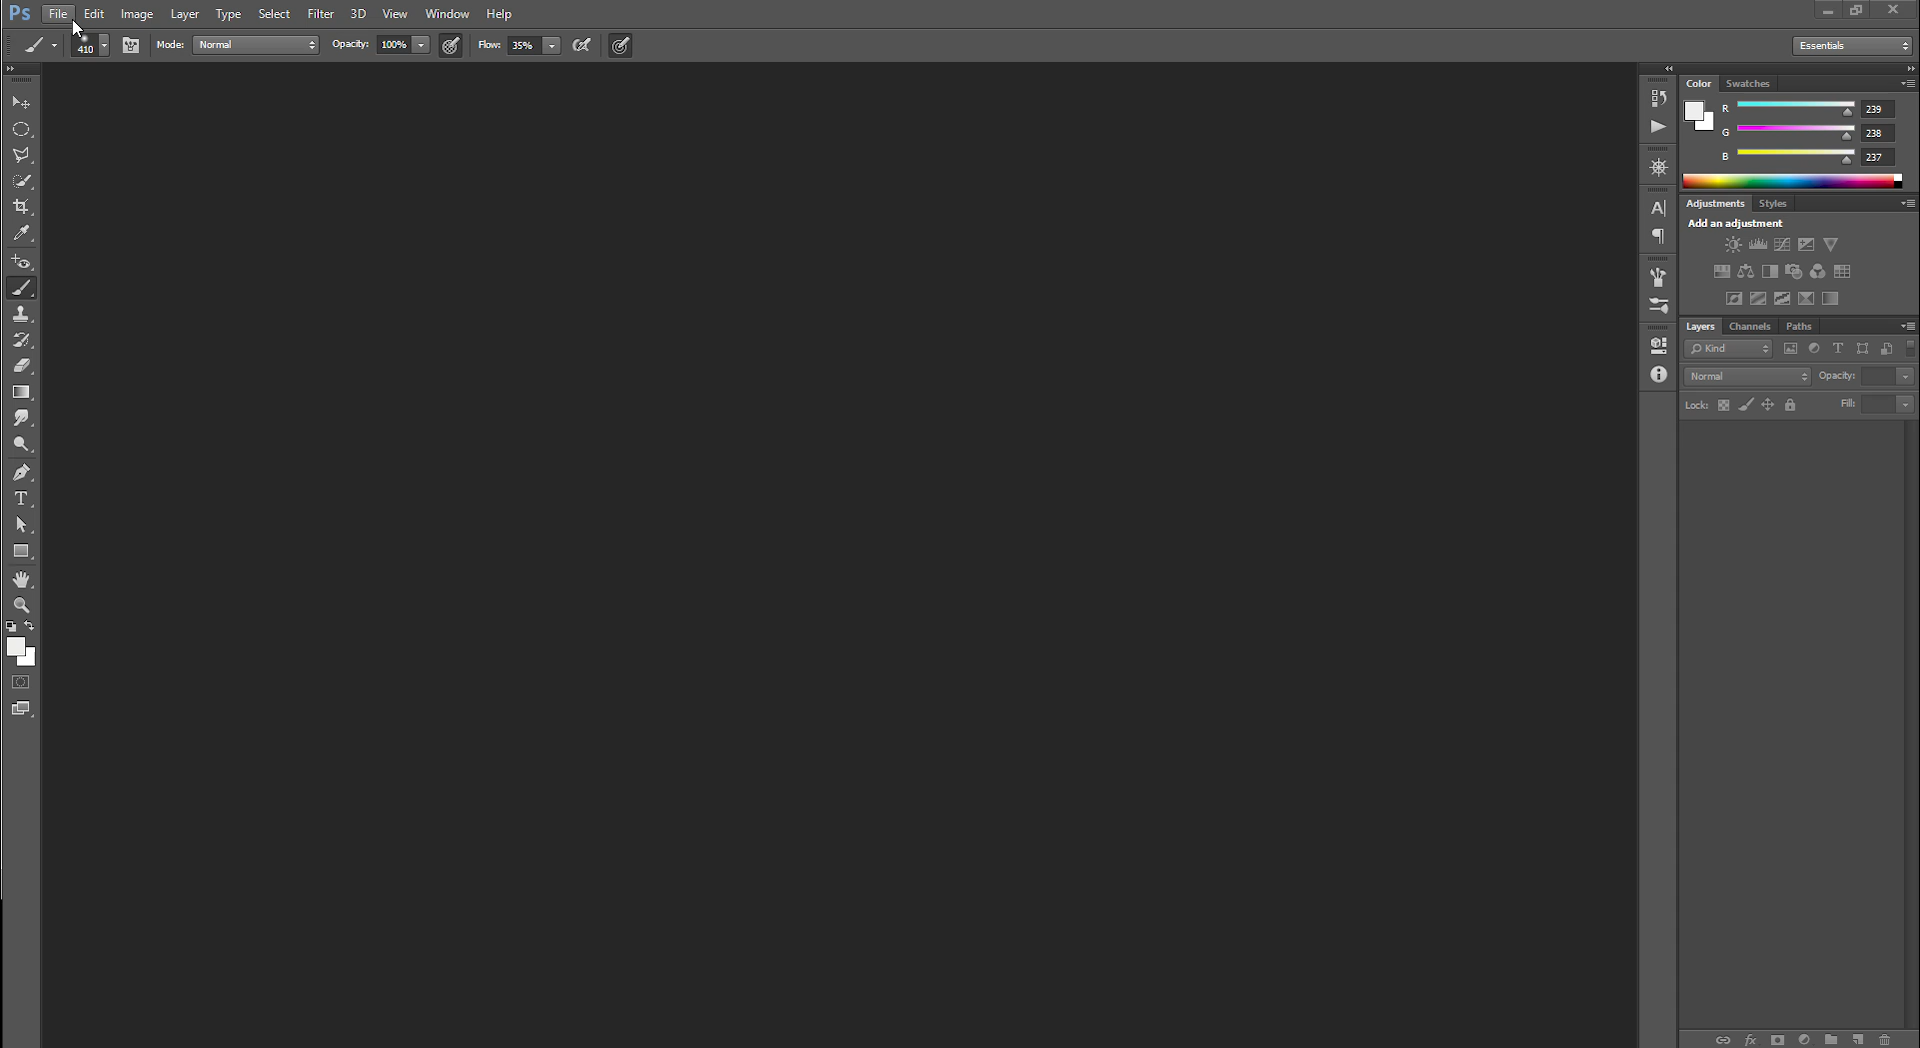 Ps File Edit Image Layer Type Select Filter 3D View Window Help
410 Mode: Normal Opacity: 100% Flow: 35% Essentials
Color Swatches
R 239
G 238
B 237
Adjustments Styles
Add an adjustment
Layers Channels Paths
Kind
Normal Opacity:
Lock: Fill: